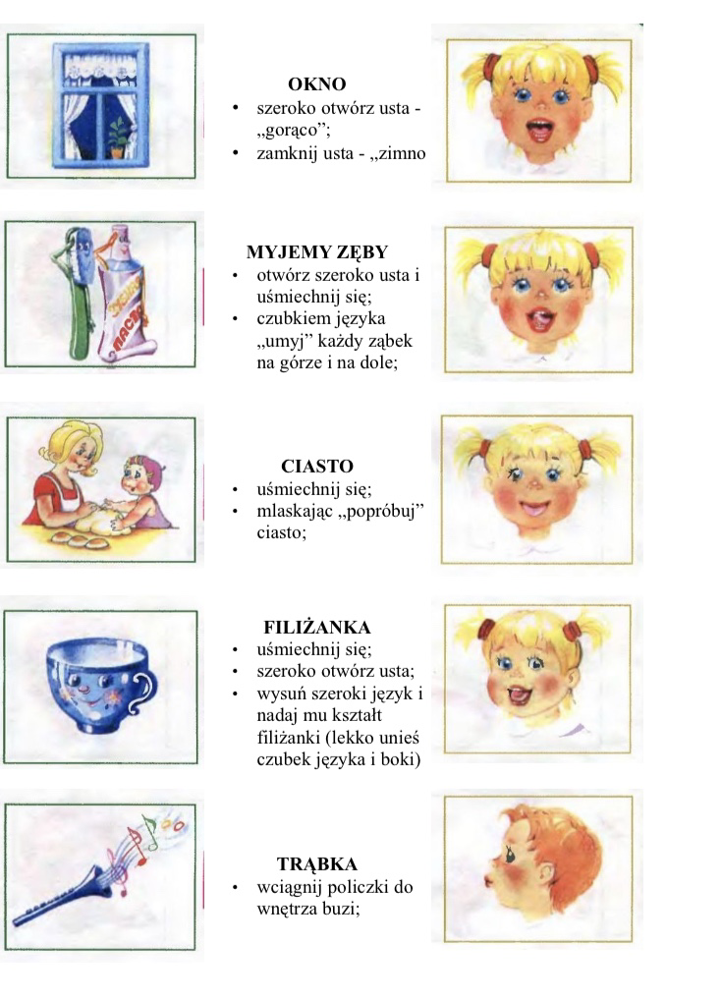 OKNO
• szeroko otwórz usta -
„gorąco”;
• zamknij usta - „zimno
MYJEMY ZĘBY
• otwórz szeroko usta i
uśmiechnij się;
• czubkiem języka
„umyj” każdy ząbek
na górze i na dole;
CIASTO
• uśmiechnij się;
• mlaskając „popróbuj”
ciasto;
FILIŻANKA
• uśmiechnij się;
• szeroko otwórz usta;
• wysuń szeroki język i
nadaj mu kształt
filiżanki (lekko unieś
czubek języka i boki)
TRĄBKA
• wciągnij policzki do
wnętrza buzi;